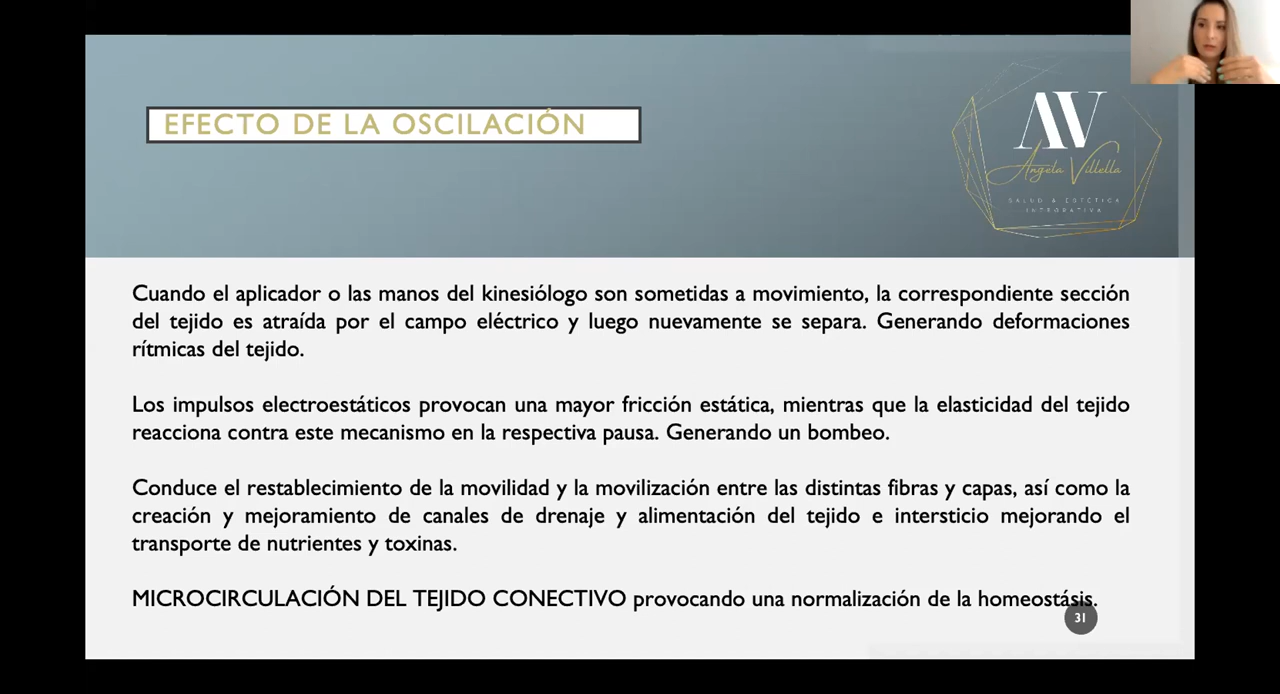 EFECTO DE LA OSCILACIÓN
AV
Angela Villella
SALUD & ESTÉTICA
INTEGRATIVA
Cuando el aplicador o las manos del kinesiólogo son sometidas a movimiento, la correspondiente sección
del tejido es atraída por el campo eléctrico y luego nuevamente se separa. Generando deformaciones
rítmicas del tejido.
Los impulsos electroestáticos provocan una mayor fricción estática, mientras que la elasticidad del tejido
reacciona contra este mecanismo en la respectiva pausa. Generando un bombeo.
Conduce el restablecimiento de la movilidad y la movilización entre las distintas fibras y capas, así como la
creación y mejoramiento de canales de drenaje y alimentación del tejido e intersticio mejorando el
transporte de nutrientes y toxinas.
MICROCIRCULACIÓN DEL TEJIDO CONECTIVO provocando una normalización de la homeostásis.
31